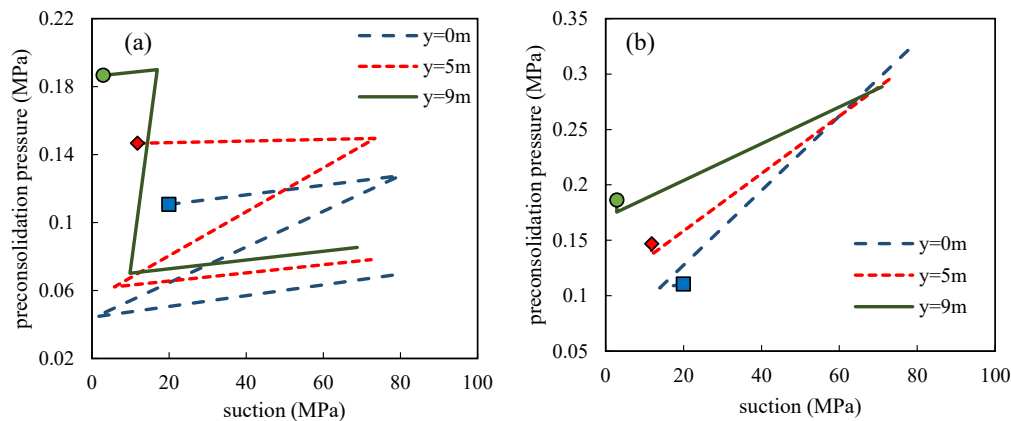 (a)
y=0m
y=5m
y=9m
preconsolidation pressure (MPa)
0.22
0.18
0.14
0.1
0.06
0.02
0 20 40 60 80 100
suction (MPa)
(b)
preconsolidation pressure (MPa)
0.35
0.3
0.25
0.2
0.15
0.1
0.05
y=0m
y=5m
y=9m
0 20 40 60 80 100
suction (MPa)